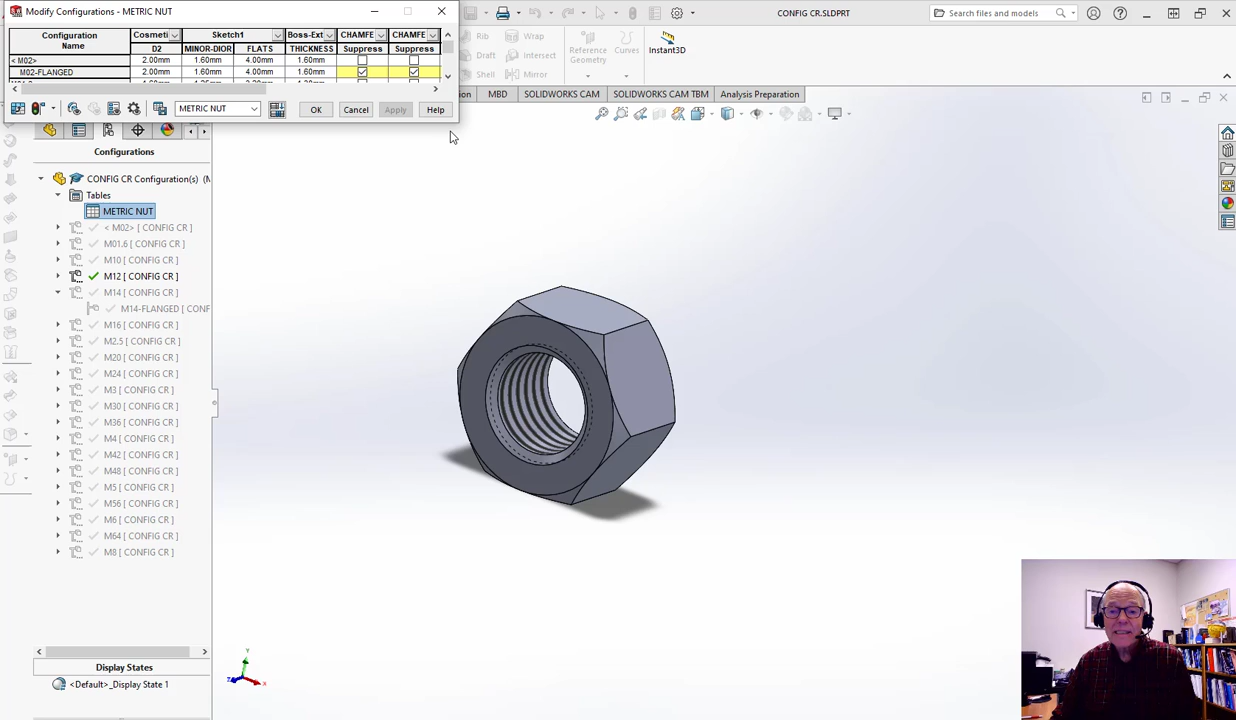 Modify Configurations - METRIC NUT
CONFIG CR.SLDPRT
Search files and models
Configuration Name
Cosmeti
Sketch1
Boss-Ext
CHAMFE
CHAMFE
D2
MINOR-DIOR
FLATS
THICKNESS
Suppress
Suppress
< M02>
2.00mm
1.60mm
4.00mm
1.60mm
M02-FLANGED
2.00mm
1.60mm
4.00mm
1.60mm
METRIC NUT
OK
Cancel
Apply
Help
Rib
Wrap
Draft
Intersect
Shell
Mirror
Reference Geometry
Curves
Instant3D
MBD
SOLIDWORKS CAM
SOLIDWORKS CAM TBM
Analysis Preparation
Configurations
CONFIG CR Configuration(s) (M
Tables
METRIC NUT
< M02> [ CONFIG CR ]
M01.6 [ CONFIG CR ]
M10 [ CONFIG CR ]
M12 [ CONFIG CR ]
M14 [ CONFIG CR ]
M14-FLANGED [ CONF
M16 [ CONFIG CR ]
M2.5 [ CONFIG CR ]
M20 [ CONFIG CR ]
M24 [ CONFIG CR ]
M3 [ CONFIG CR ]
M30 [ CONFIG CR ]
M36 [ CONFIG CR ]
M4 [ CONFIG CR ]
M42 [ CONFIG CR ]
M48 [ CONFIG CR ]
M5 [ CONFIG CR ]
M56 [ CONFIG CR ]
M6 [ CONFIG CR ]
M64 [ CONFIG CR ]
M8 [ CONFIG CR ]
Display States
<Default>_Display State 1
Y
X
Z